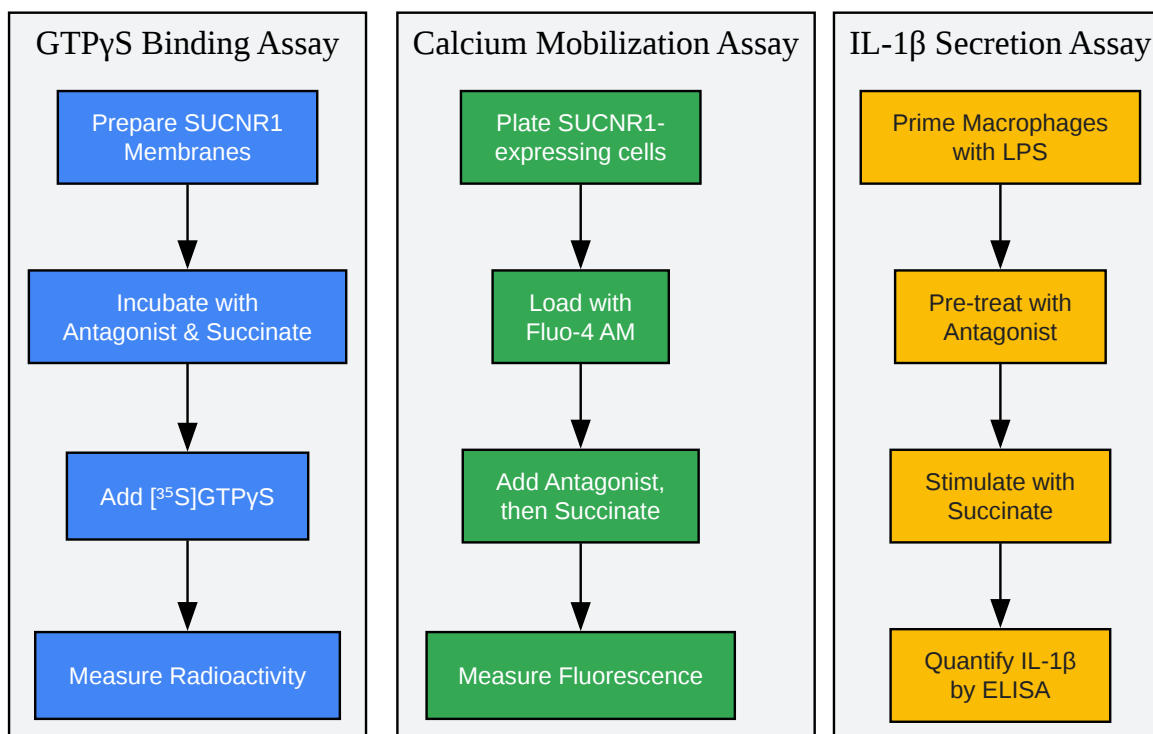 GTPγS Binding Assay
Prepare SUCNR1
Membranes
Incubate with
Antagonist & Succinate
Add [³⁵S]GTPγS
Measure Radioactivity
Calcium Mobilization Assay
Plate SUCNR1-
expressing cells
Load with
Fluo-4 AM
Add Antagonist,
then Succinate
Measure Fluorescence
IL-1β Secretion Assay
Prime Macrophages
with LPS
Pre-treat with
Antagonist
Stimulate with
Succinate
Quantify IL-1β
by ELISA